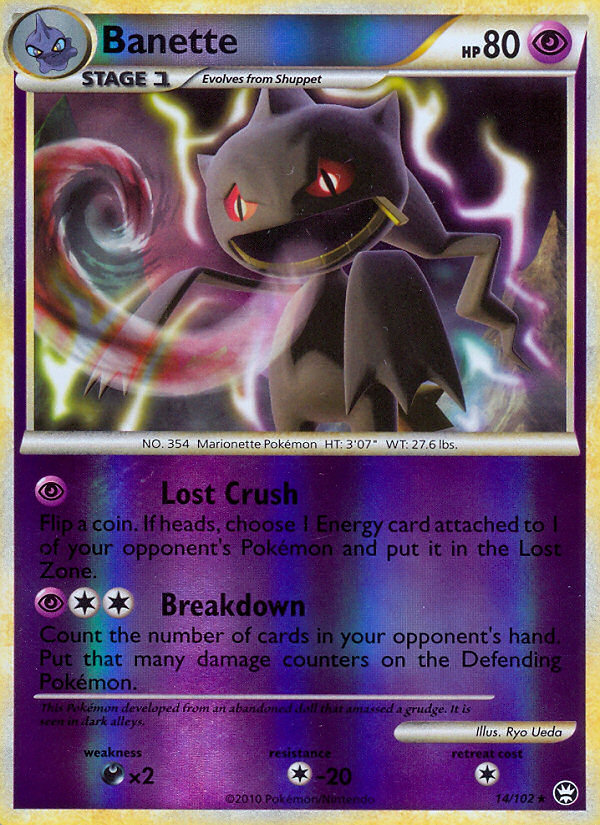 Banette
HP 80
STAGE 1
Evolves from Shuppet
NO. 354 Marionette Pokémon HT: 3'07" WT: 27.6 lbs.
Lost Crush
Flip a coin. If heads, choose 1 Energy card attached to 1
of your opponent's Pokémon and put it in the Lost
Zone.
Breakdown
Count the number of cards in your opponent's hand.
Put that many damage counters on the Defending
Pokémon.
This Pokémon developed from an abandoned doll that amassed a grudge. It is
seen in dark alleys.
Illus. Ryo Ueda
weakness resistance retreat cost
×2 -20
©2010 Pokémon/Nintendo 14/102 ★